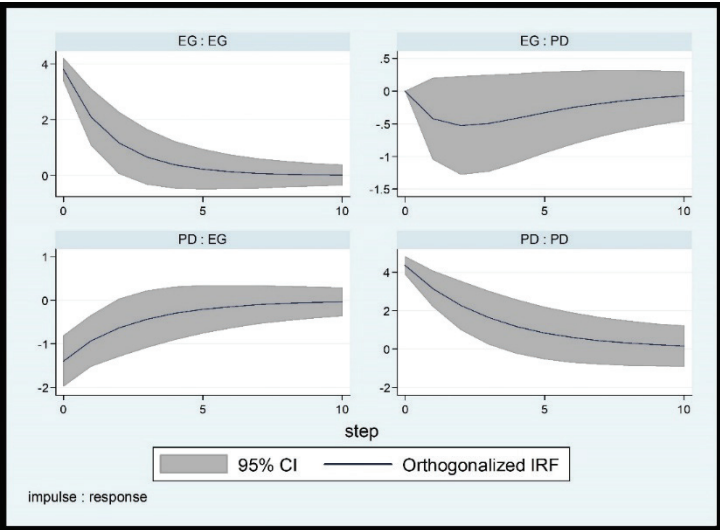 EG : EG
4
2
0
0 5 10
EG : PD
.5
0
-.5
-1
-1.5
0 5 10
PD : EG
1
0
-1
-2
0 5 10
PD : PD
4
2
0
-2
0 5 10
step
95% CI Orthogonalized IRF
impulse : response